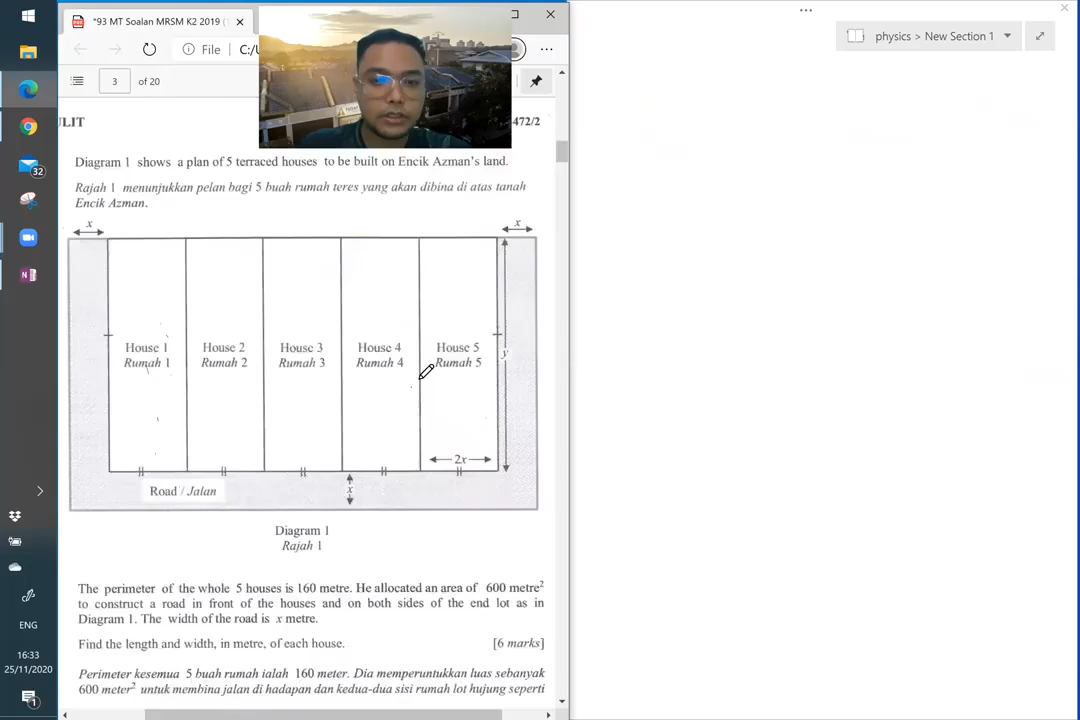 '93 MT Soalan MRSM K2 2019 (
physics > New Section 1
File
C:/
3 of 20
472/2
Diagram 1 shows a plan of 5 terraced houses to be built on Encik Azman's land.
Rajah 1 menunjukkan pelan bagi 5 buah rumah teres yang akan dibina di atas tanah
Encik Azman.
x
x
House 1
Rumah 1
House 2
Rumah 2
House 3
Rumah 3
House 4
Rumah 4
House 5
Rumah 5
y
2x
Road / Jalan
x
Diagram 1
Rajah 1
The perimeter of the whole 5 houses is 160 metre. He allocated an area of 600 metre²
to construct a road in front of the houses and on both sides of the end lot as in
Diagram 1. The width of the road is x metre.
Find the length and width, in metre, of each house. [6 marks]
Perimeter kesemua 5 buah rumah ialah 160 meter. Dia memperuntukkan luas sebanyak
600 meter² untuk membina jalan di hadapan dan kedua-dua sisi rumah lot hujung seperti
32
ENG
16:33
25/11/2020
1